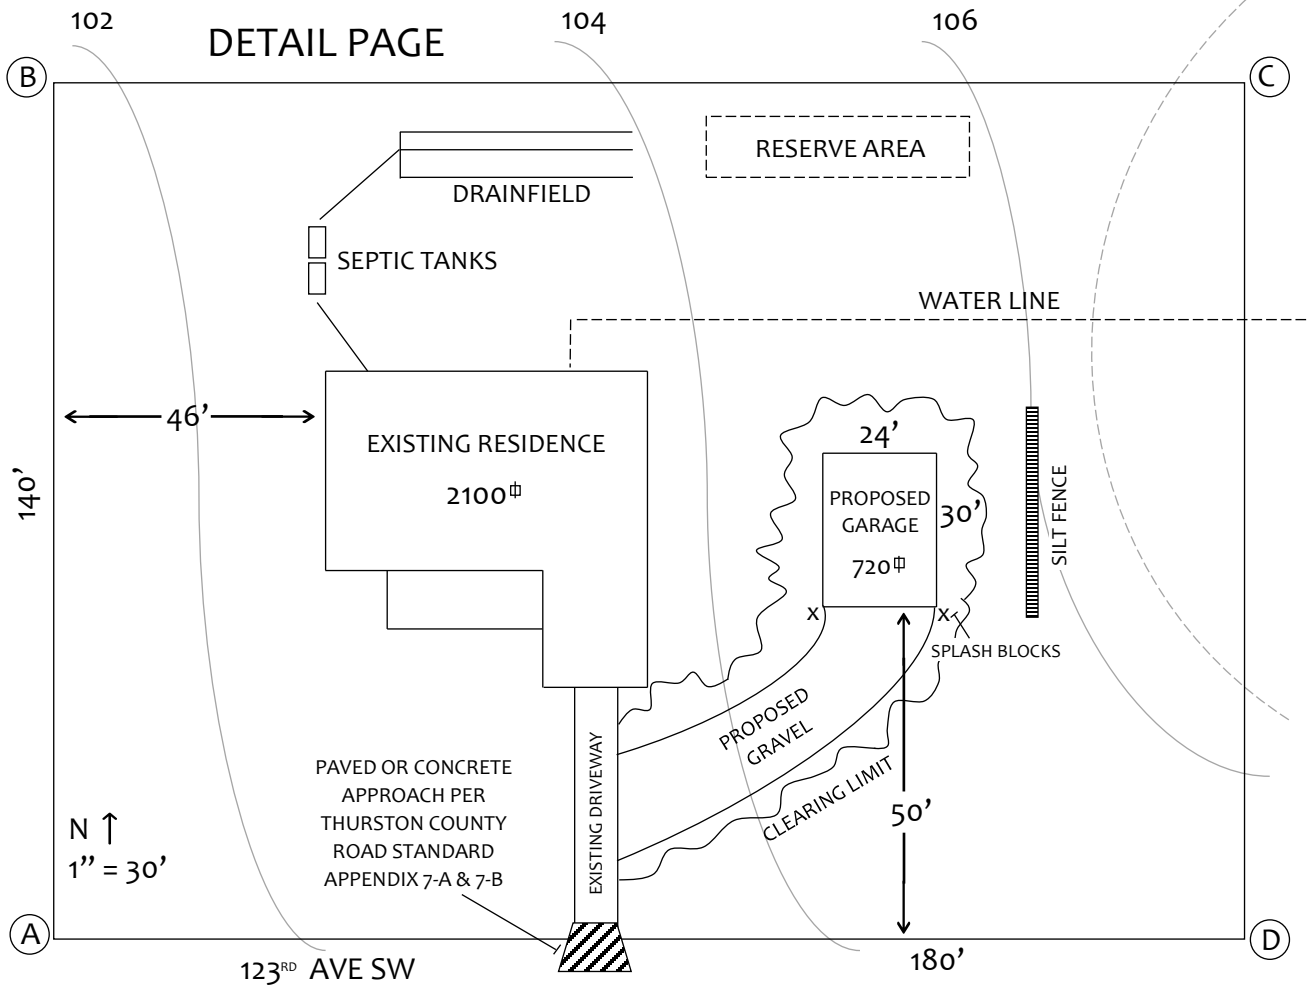 102
104
106
DETAIL PAGE
B
C
RESERVE AREA
DRAINFIELD
SEPTIC TANKS
WATER LINE
46’
EXISTING RESIDENCE
2100
24’
140’
PROPOSED
GARAGE
30’
720
SILT FENCE
X
X
SPLASH BLOCKS
PROPOSED
GRAVEL
CLEARING LIMIT
EXISTING DRIVEWAY
50’
PAVED OR CONCRETE
APPROACH PER
THURSTON COUNTY
ROAD STANDARD
APPENDIX 7-A & 7-B
N
1” = 30’
A
D
123RD AVE SW
180’